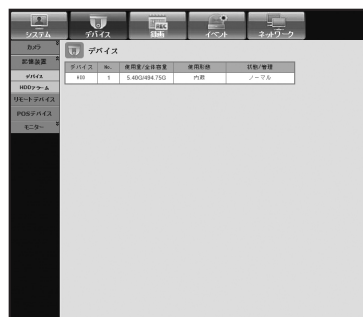 システム デバイス 録画 イベント ネットワーク
REC
カメラ
記憶装置
デバイス
HDDアラーム
リモートデバイス
POSデバイス
モニター
デバイス
デバイス No. 使用量/全体容量 使用形態 状態/管理
HDD 1 5.40G/494.75G 内蔵 ノーマル